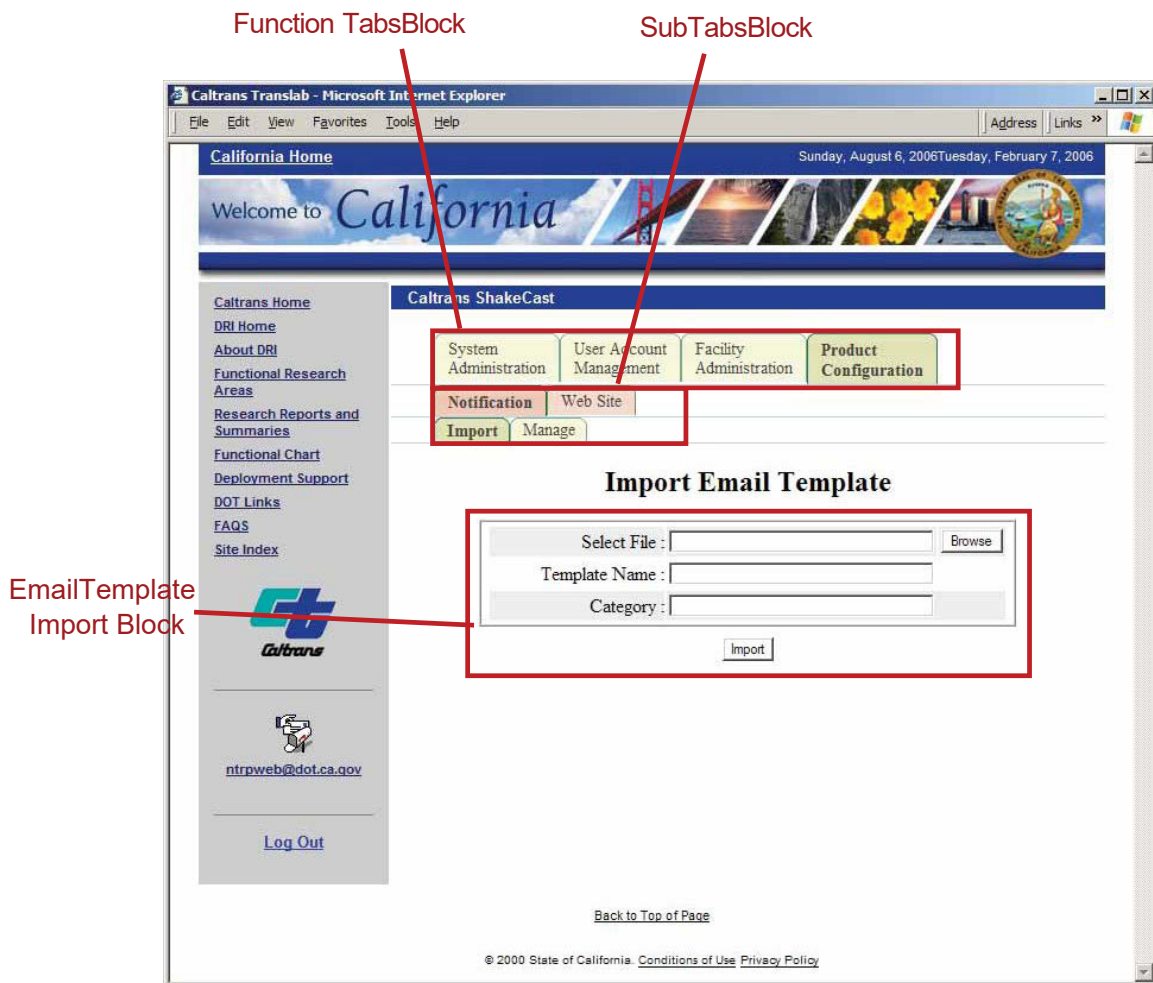 Function TabsBlock
SubTabsBlock
Caltrans Translab - Microsoft Internet Explorer
File Edit View Favorites Tools Help
Address Links »
California Home
Sunday, August 6, 2006Tuesday, February 7, 2006
Welcome to California
Caltrans Home
DRI Home
About DRI
Functional Research
Areas
Research Reports and
Summaries
Functional Chart
Deployment Support
DOT Links
FAQS
Site Index
Caltrans
ntrpweb@dot.ca.gov
Log Out
Caltrans ShakeCast
System
Administration
User Account
Management
Facility
Administration
Product
Configuration
Notification
Web Site
Import
Manage
Import Email Template
Select File :
Browse
Template Name :
Category :
Import
EmailTemplate
Import Block
Back to Top of Page
© 2000 State of California. Conditions of Use Privacy Policy